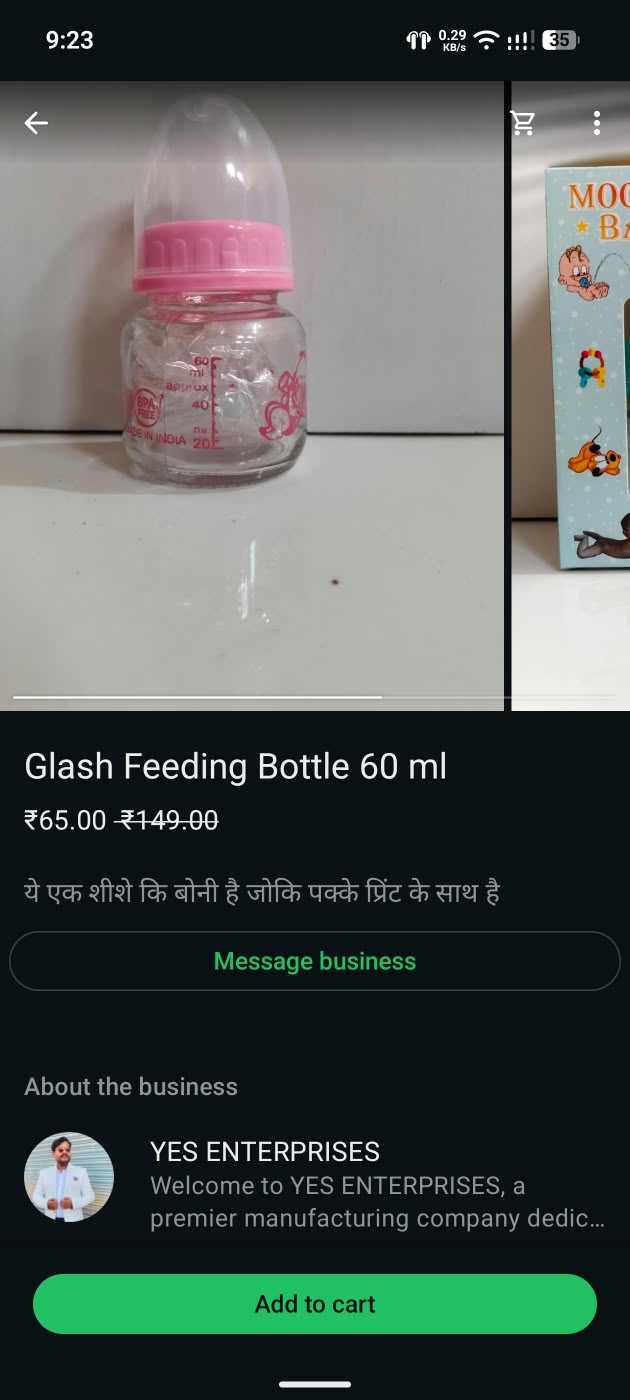 9:23
0.29
KB/s
35
60
ml
approx
40
20
BPA
FREE
MADE IN INDIA
Glash Feeding Bottle 60 ml
₹65.00 ₹149.00
ये एक शीशे कि बोनी है जोकि पक्के प्रिंट के साथ है
Message business
About the business
YES ENTERPRISES
Welcome to YES ENTERPRISES, a
premier manufacturing company dedic...
Add to cart